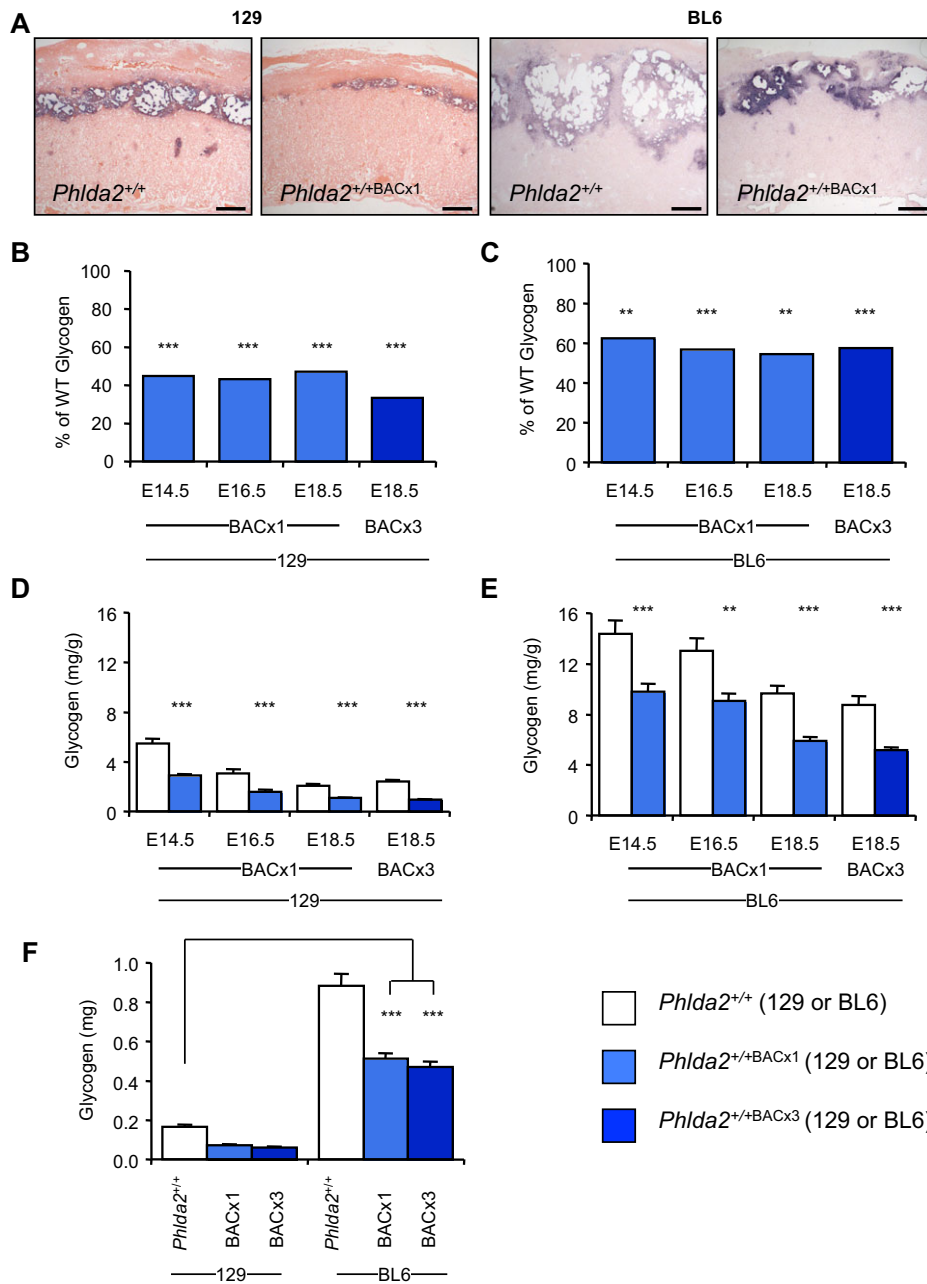 A
129
BL6
Phlda2+/+
Phlda2+/+BACx1
Phlda2+/+
Phlda2+/+BACx1
B
% of WT Glycogen
100
80
60
40
20
0
*** *** *** ***
E14.5 E16.5 E18.5 E18.5
BACx1 BACx3
129
C
% of WT Glycogen
100
80
60
40
20
0
** *** ** ***
E14.5 E16.5 E18.5 E18.5
BACx1 BACx3
BL6
D
Glycogen (mg/g)
16
12
8
4
0
*** *** *** ***
E14.5 E16.5 E18.5 E18.5
BACx1 BACx3
129
E
Glycogen (mg/g)
16
12
8
4
0
*** ** *** ***
E14.5 E16.5 E18.5 E18.5
BACx1 BACx3
BL6
F
Glycogen (mg)
1.0
0.8
0.6
0.4
0.2
0.0
*** ***
Phlda2+/+ BACx1 BACx3 Phlda2+/+ BACx1 BACx3
129 BL6
Phlda2+/+ (129 or BL6)
Phlda2+/+BACx1 (129 or BL6)
Phlda2+/+BACx3 (129 or BL6)